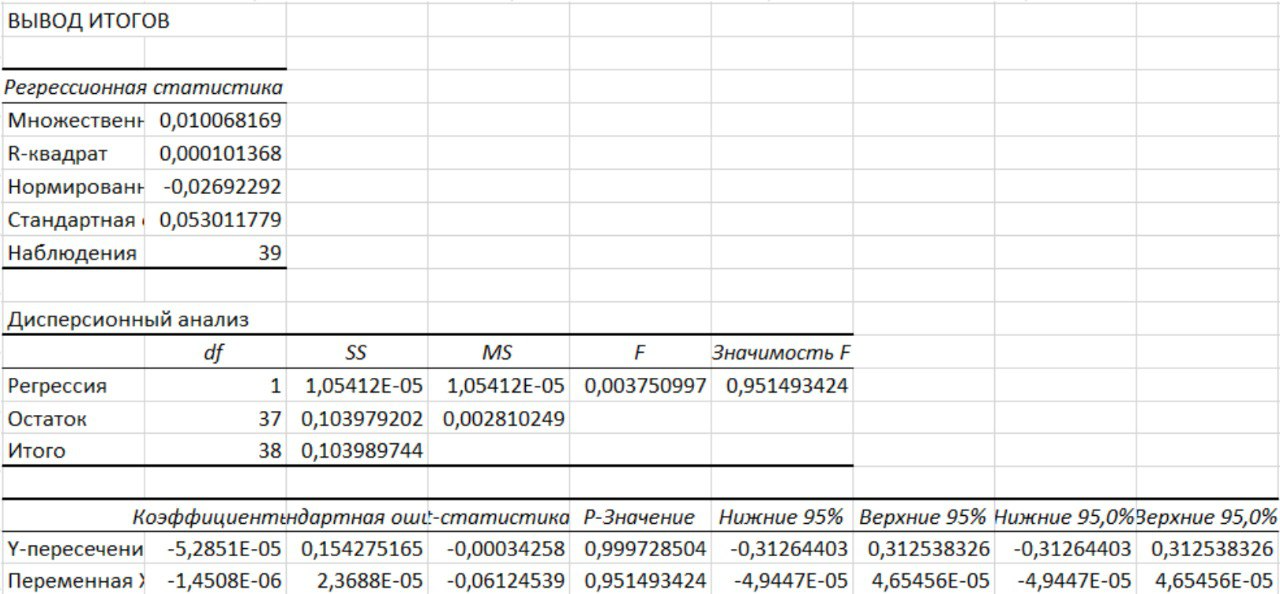 ВЫВОД ИТОГОВ
Регрессионная статистика
Множественн 0,010068169
R-квадрат 0,000101368
Нормированн -0,02692292
Стандартная 0,053011779
Наблюдения 39
Дисперсионный анализ
df SS MS F Значимость F
Регрессия 1 1,05412E-05 1,05412E-05 0,003750997 0,951493424
Остаток 37 0,103979202 0,002810249
Итого 38 0,103989744
Коэффициенты ндартная оши t-статистика P-Значение Нижние 95% Верхние 95% Нижние 95,0% Верхние 95,0%
Y-пересечени -5,2851E-05 0,154275165 -0,00034258 0,999728504 -0,31264403 0,312538326 -0,31264403 0,312538326
Переменная X -1,4508E-06 2,3688E-05 -0,06124539 0,951493424 -4,9447E-05 4,65456E-05 -4,9447E-05 4,65456E-05